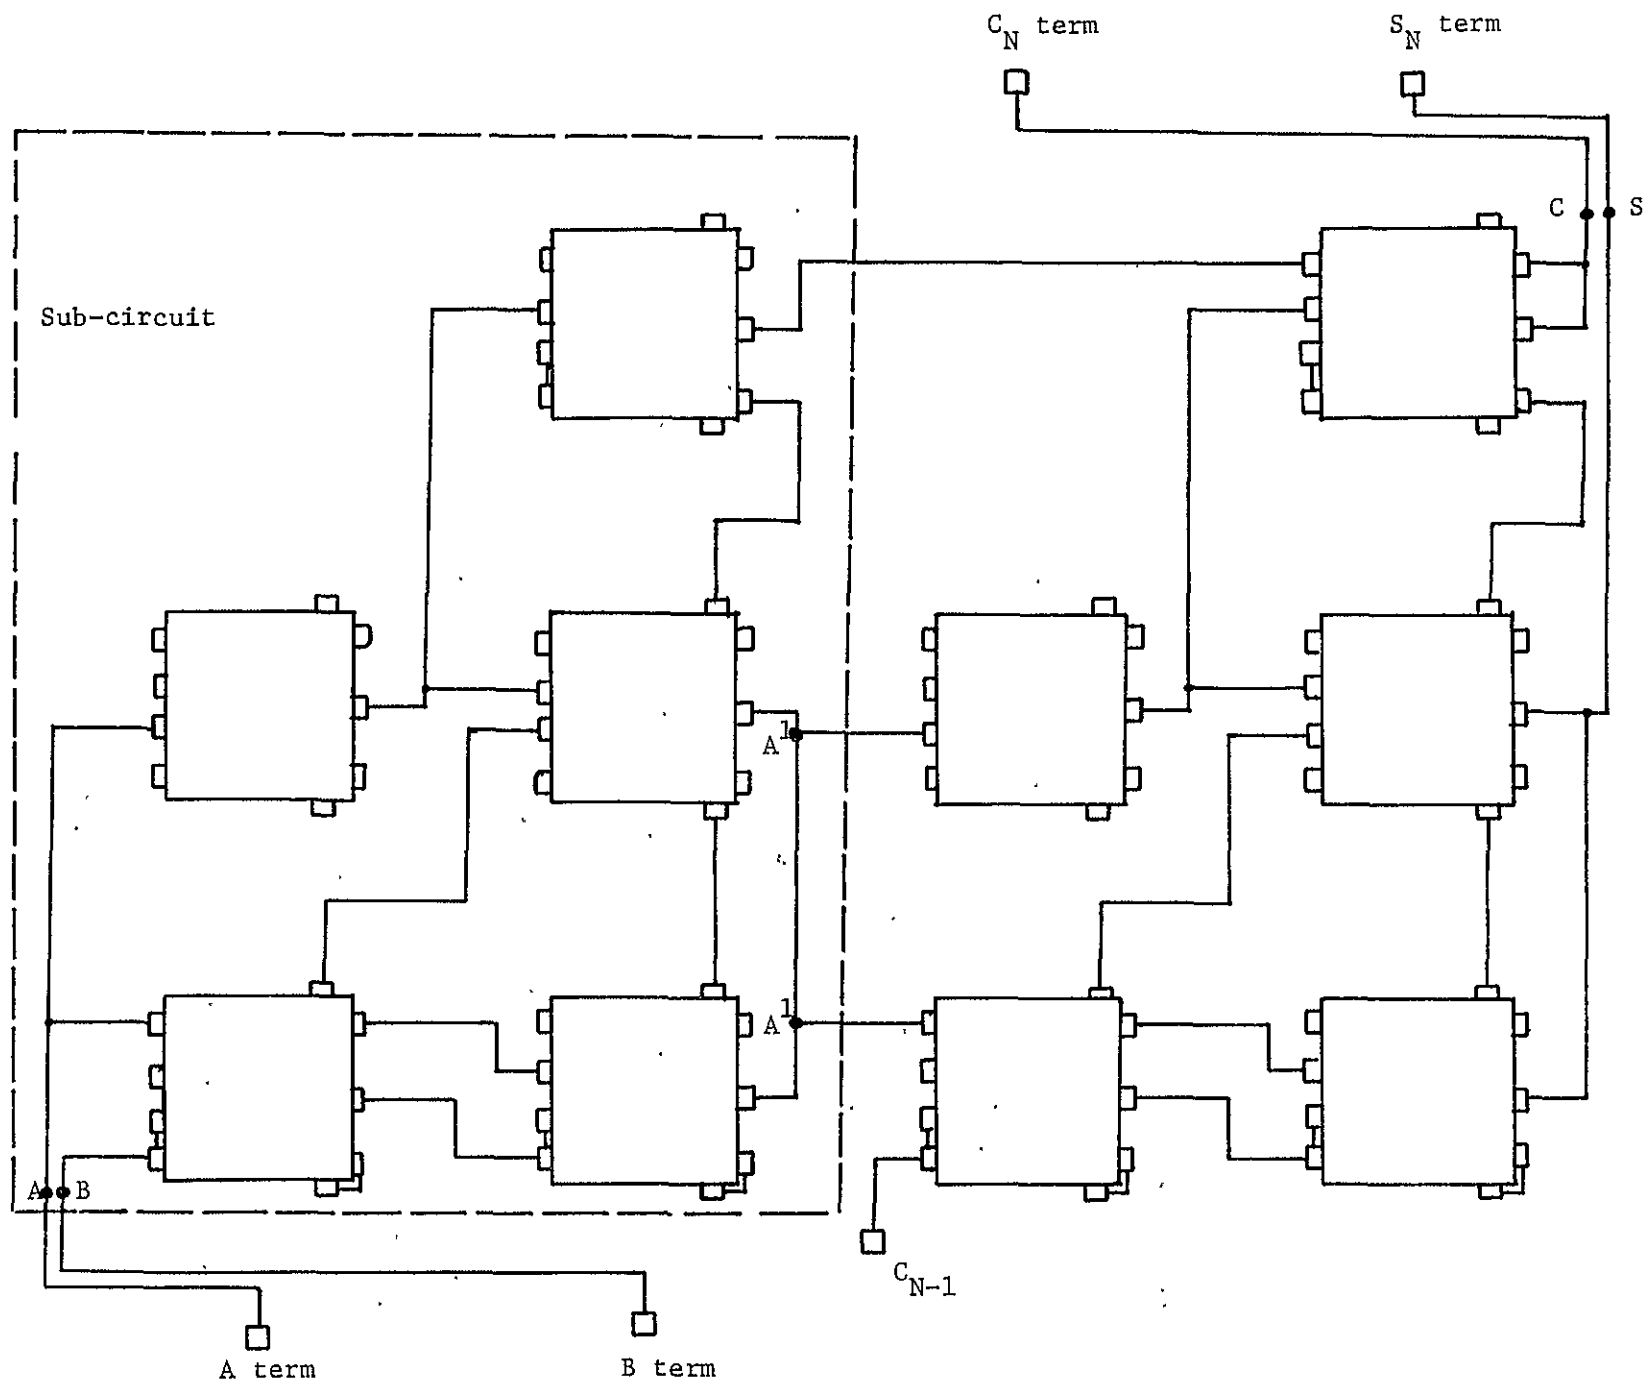 C_N term
S_N term
C
S
Sub-circuit
A^1
A^1
A
B
C_N-1
A term
B term